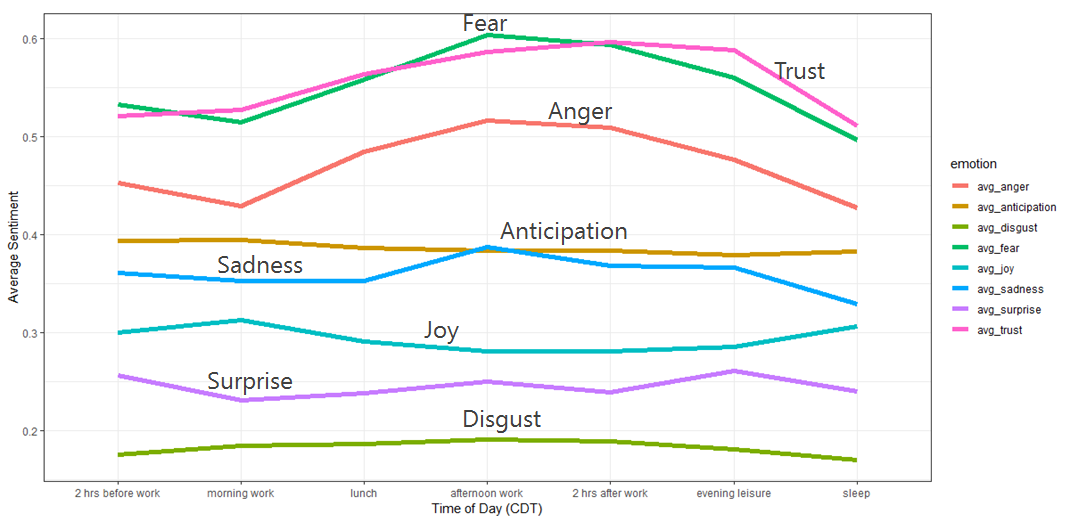 Fear
Trust
Anger
Anticipation
Sadness
Joy
Surprise
Disgust
0.6
0.5
0.4
0.3
0.2
Average Sentiment
2 hrs before work
morning work
lunch
afternoon work
2 hrs after work
evening leisure
sleep
Time of Day (CDT)
emotion
avg_anger
avg_anticipation
avg_disgust
avg_fear
avg_joy
avg_sadness
avg_surprise
avg_trust